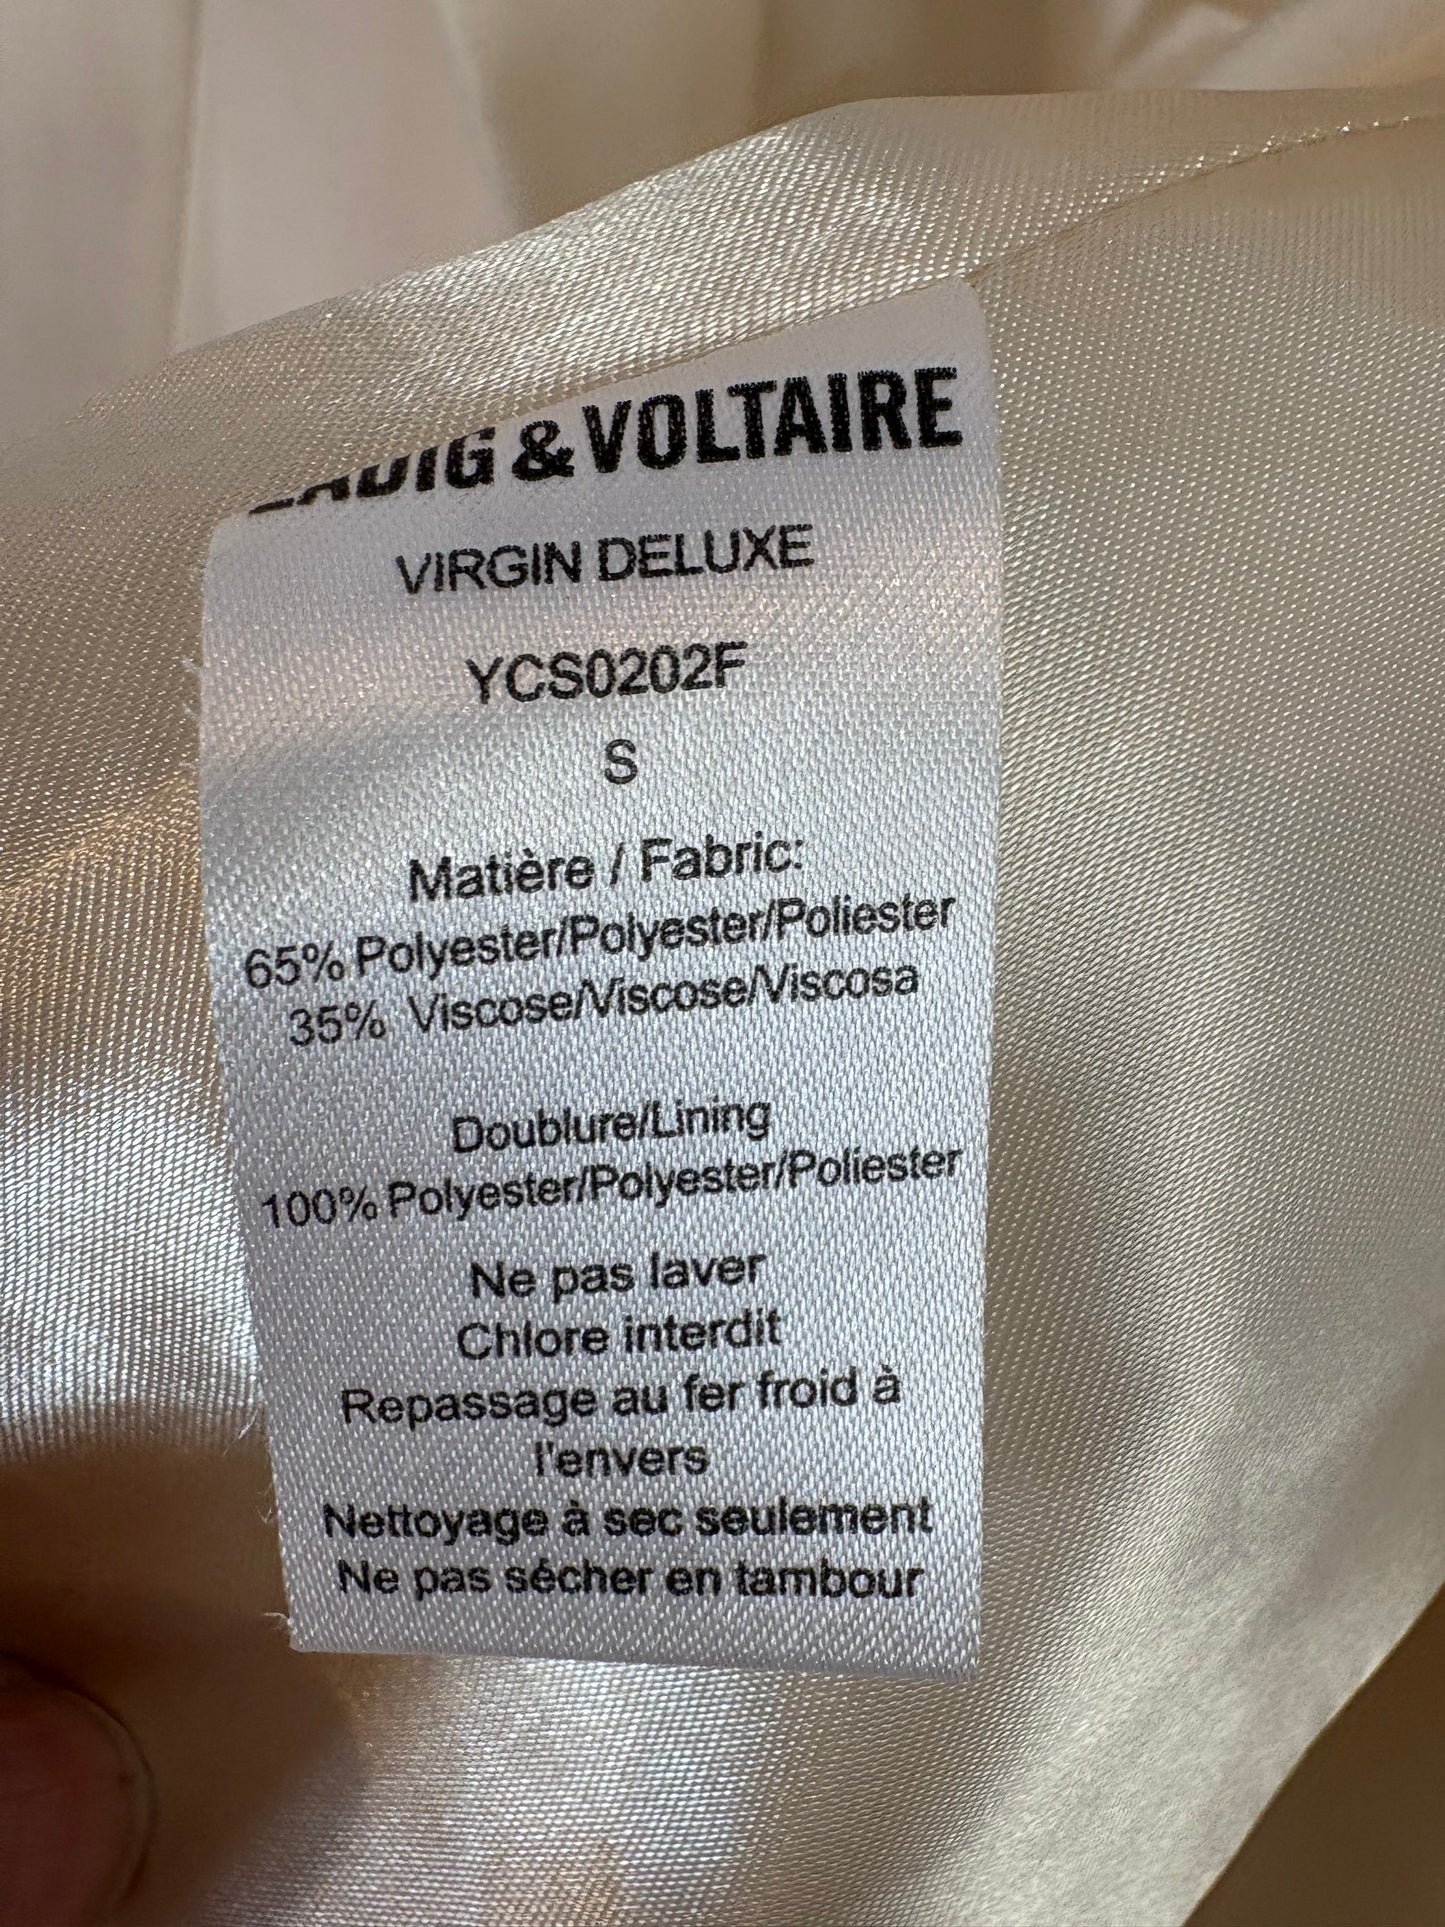 ZADIG & VOLTAIRE
VIRGIN DELUXE
YCS0202F
S
Matière / Fabric:
65% Polyester/Polyester/Poliester
35% Viscose/Viscose/Viscosa
Doublure/Lining
100% Polyester/Polyester/Poliester
Ne pas laver
Chlore interdit
Repassage au fer froid à
l'envers
Nettoyage à sec seulement
Ne pas sécher en tambour